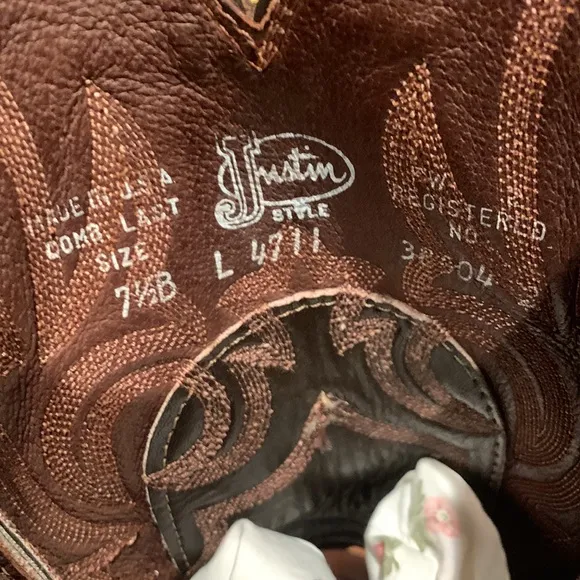 MADE IN U.S.A
COMB LAST
SIZE
7½B
Justin
STYLE
L 4711
REGISTERED
NO